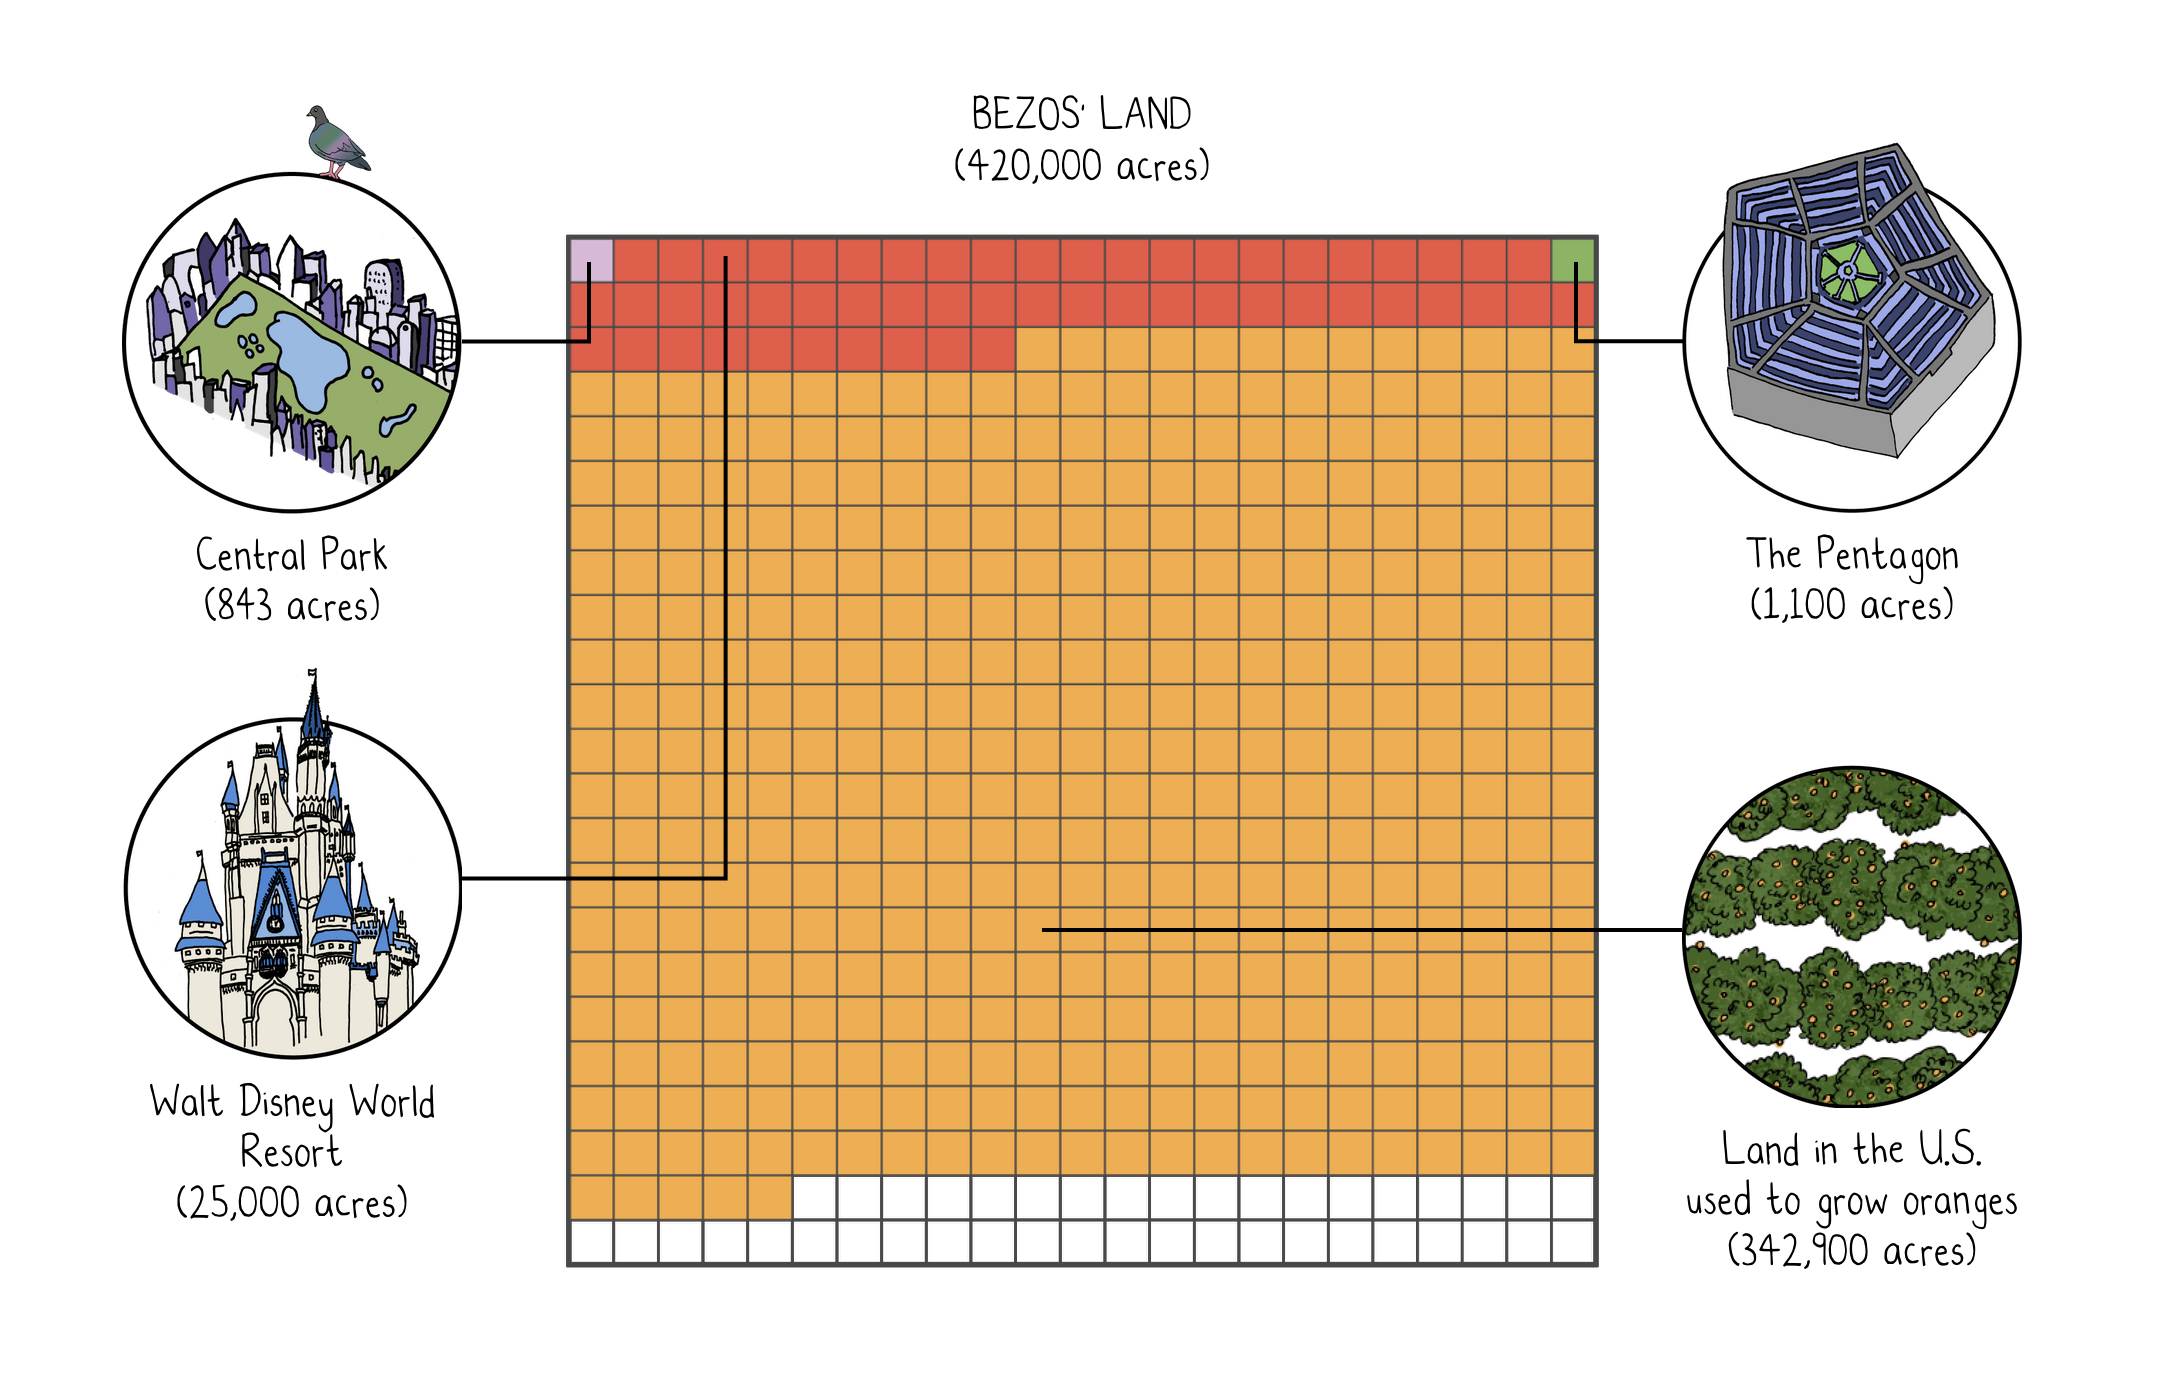 BEZOS' LAND
(420,000 acres)
Central Park
(843 acres)
The Pentagon
(1,100 acres)
Walt Disney World
Resort
(25,000 acres)
Land in the U.S.
used to grow oranges
(342,900 acres)